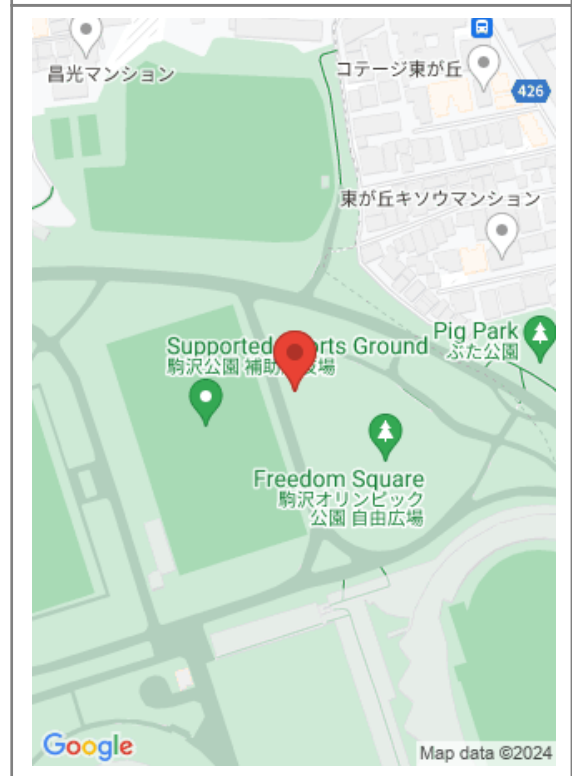 昌光マンション
コテージ東が丘
426
東が丘キソウマンション
Pig Park
ぶた公園
Supported
rts Ground
駒沢公園 補助
技場
Freedom Square
駒沢オリンピック
公園 自由広場
Google
Map data ©2024